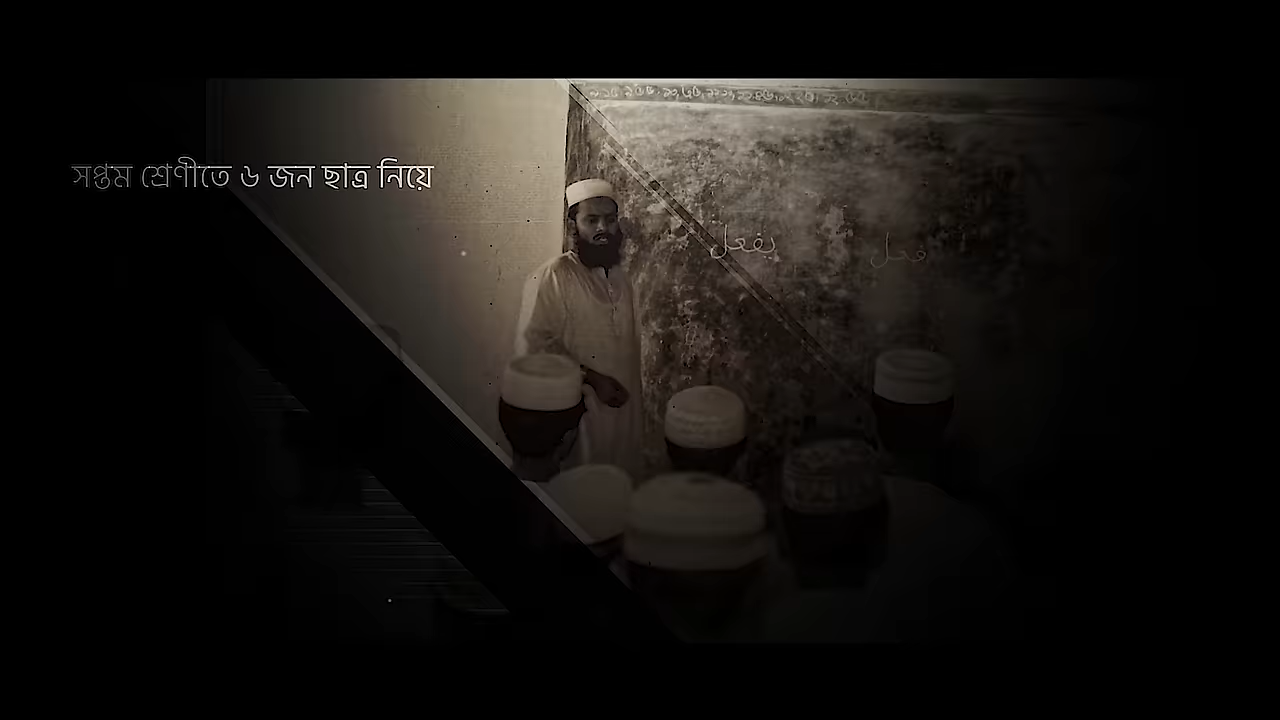 সপ্তম শ্রেণীতে ৬ জন ছাত্র নিয়ে
يفعل
فعل